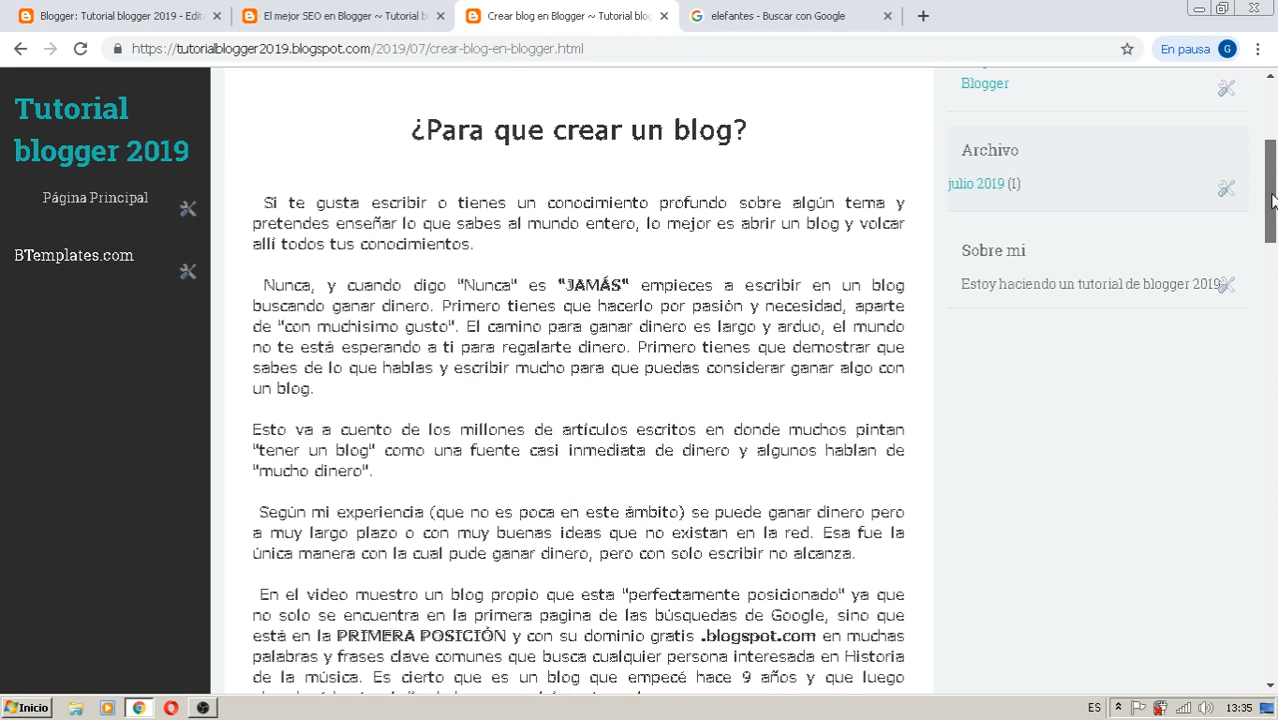 Blogger: Tutorial blogger 2019 - Edit
El mejor SEO en Blogger ~ Tutorial b
Crear blog en Blogger ~ Tutorial blog
elefantes - Buscar con Google
https://tutorialblogger2019.blogspot.com/2019/07/crear-blog-en-blogger.html
En pausa
G
Tutorial
blogger 2019
Página Principal
BTemplates.com
¿Para que crear un blog?
Si te gusta escribir o tienes un conocimiento profundo sobre algún tema y
pretendes enseñar lo que sabes al mundo entero, lo mejor es abrir un blog y volcar
allí todos tus conocimientos.
Nunca, y cuando digo "Nunca" es "JAMÁS" empieces a escribir en un blog
buscando ganar dinero. Primero tienes que hacerlo por pasión y necesidad, aparte
de "con muchisimo gusto". El camino para ganar dinero es largo y arduo, el mundo
no te está esperando a ti para regalarte dinero. Primero tienes que demostrar que
sabes de lo que hablas y escribir mucho para que puedas considerar ganar algo con
un blog.
Esto va a cuento de los millones de artículos escritos en donde muchos pintan
"tener un blog" como una fuente casi inmediata de dinero y algunos hablan de
"mucho dinero".
Según mi experiencia (que no es poca en este ámbito) se puede ganar dinero pero
a muy largo plazo o con muy buenas ideas que no existan en la red. Esa fue la
única manera con la cual pude ganar dinero, pero con solo escribir no alcanza.
En el video muestro un blog propio que esta "perfectamente posicionado" ya que
no solo se encuentra en la primera pagina de las búsquedas de Google, sino que
está en la PRIMERA POSICIÓN y con su dominio gratis .blogspot.com en muchas
palabras y frases clave comunes que busca cualquier persona interesada en Historia
de la música. Es cierto que es un blog que empecé hace 9 años y que luego
Blogger
Archivo
julio 2019 (1)
Sobre mi
Estoy haciendo un tutorial de blogger 2019
Inicio
ES
13:35